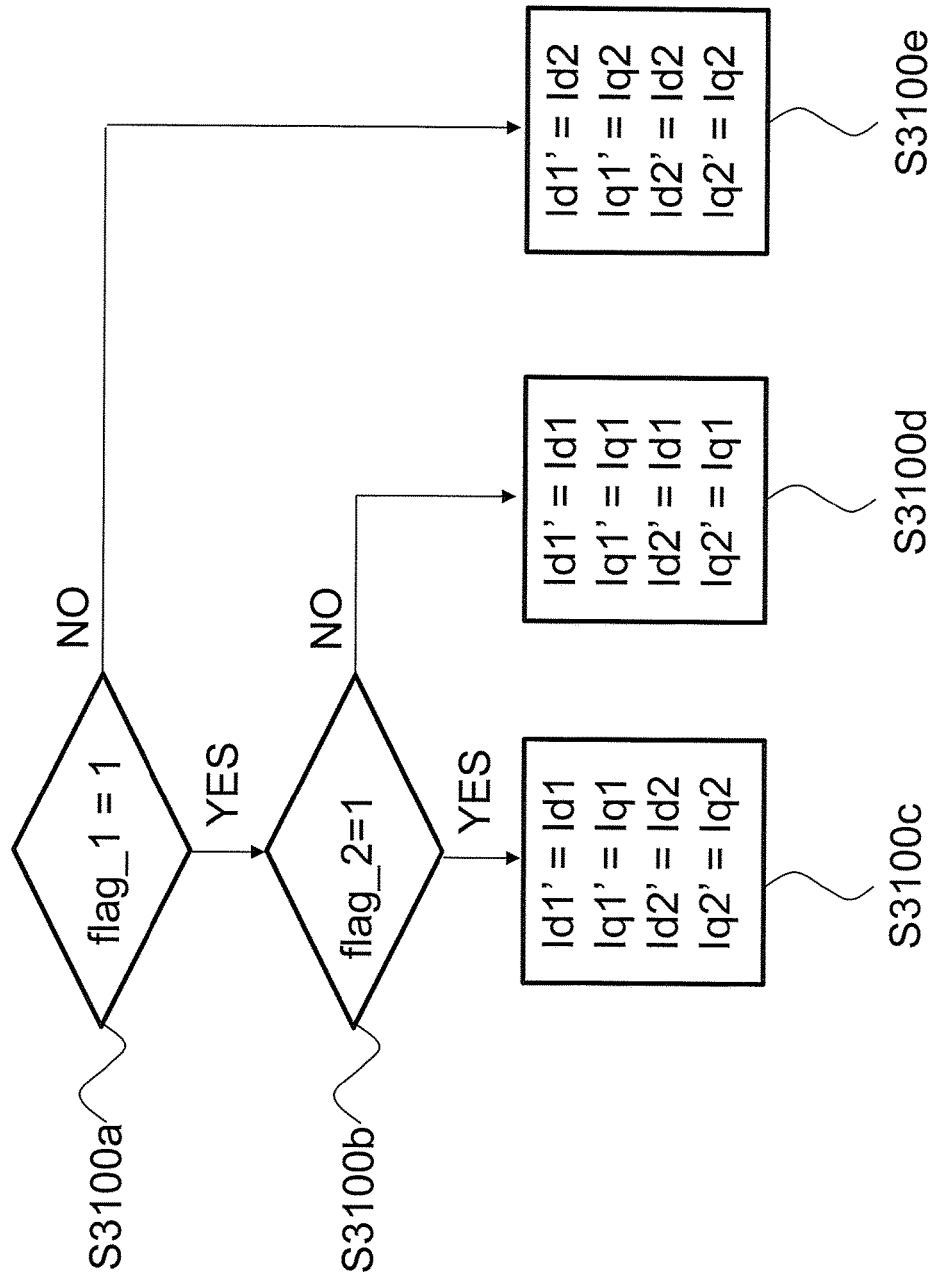 S3100a
flag_1 = 1
NO
YES
S3100b
flag_2=1
NO
YES
Id1’ = Id1
Iq1’ = Iq1
Id2’ = Id2
Iq2’ = Iq2
S3100c
Id1’ = Id1
Iq1’ = Iq1
Id2’ = Id1
Iq2’ = Iq1
S3100d
Id1’ = Id2
Iq1’ = Iq2
Id2’ = Id2
Iq2’ = Iq2
S3100e